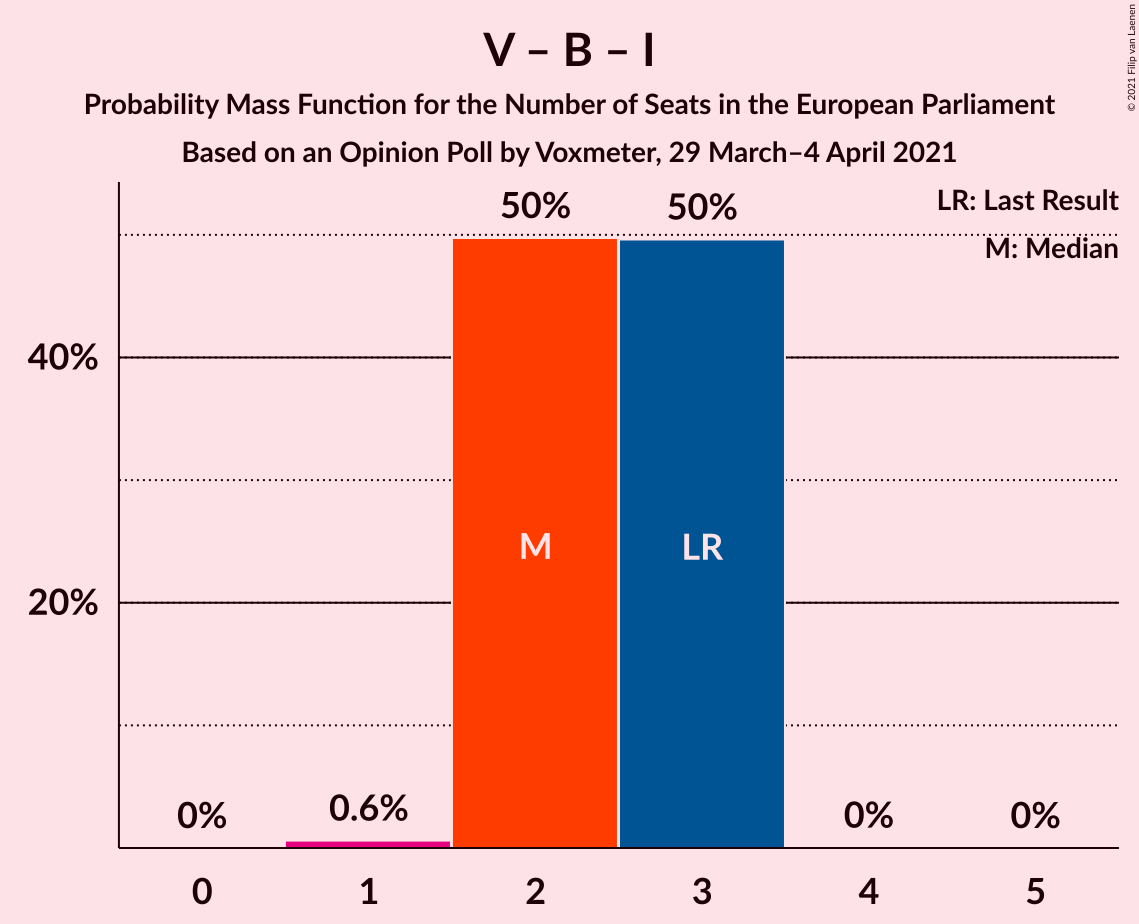 V – B – I
Probability Mass Function for the Number of Seats in the European Parliament
Based on an Opinion Poll by Voxmeter, 29 March–4 April 2021
© 2021 Filip van Laenen
LR: Last Result
M: Median
50%
50%
40%
20%
M
LR
0%
0.6%
0%
0%
0
1
2
3
4
5